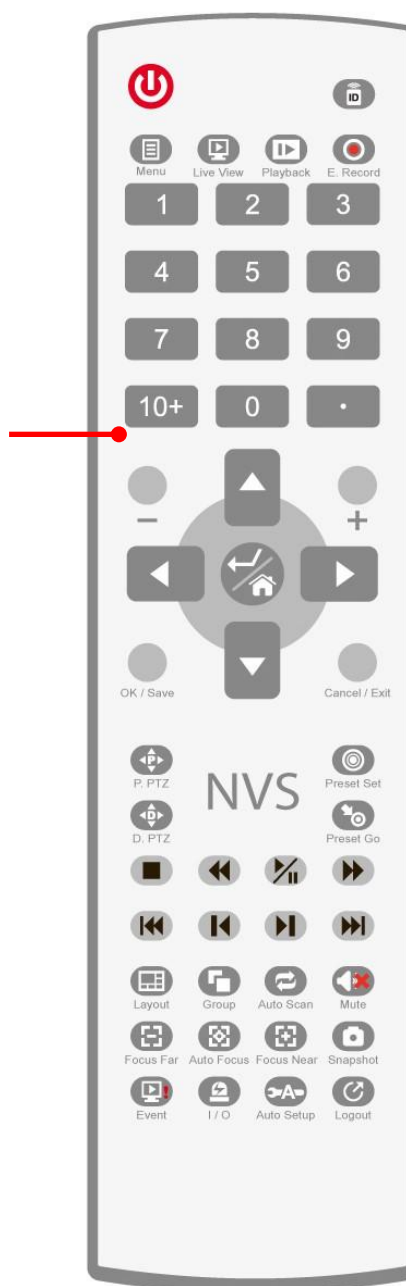 ID
Menu Live View Playback E. Record
1 2 3
4 5 6
7 8 9
10+ 0 ·
− +
OK / Save Cancel / Exit
P
P. PTZ NVS Preset Set
D
D. PTZ Preset Go
Layout Group Auto Scan Mute
Focus Far Auto Focus Focus Near Snapshot
! A
Event I / O Auto Setup Logout